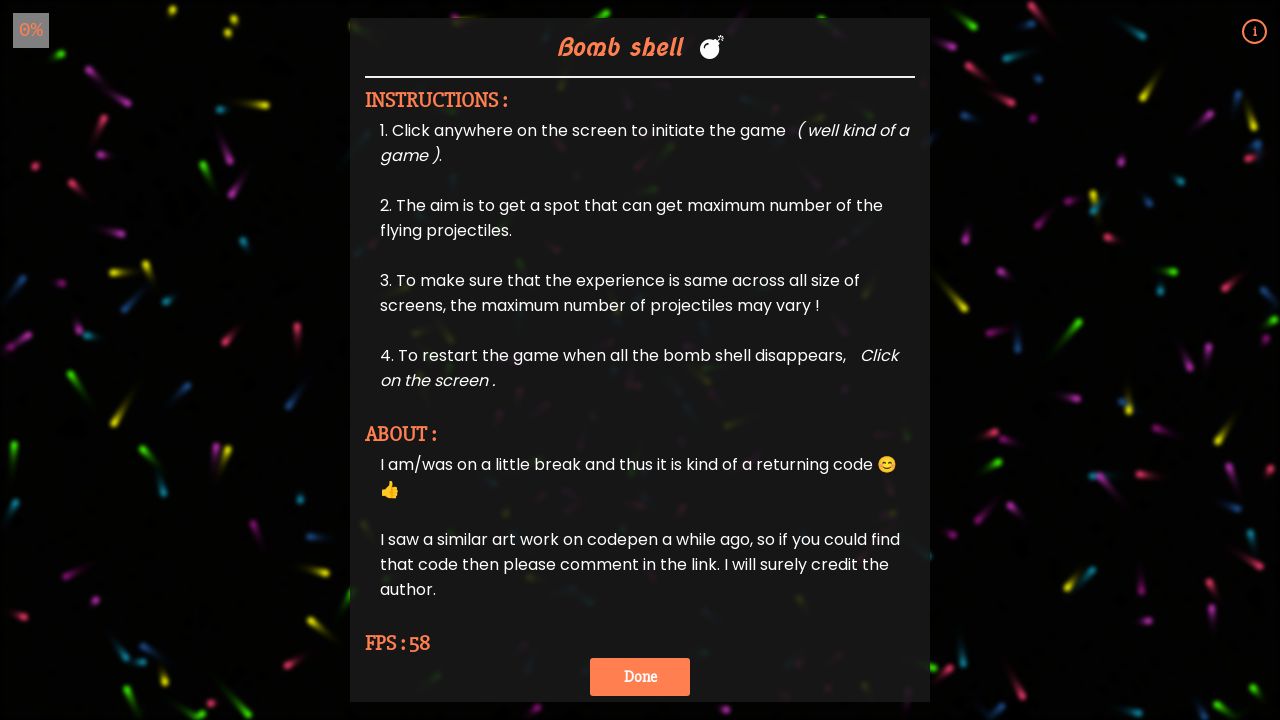 0%
i
Bomb shell 💣
INSTRUCTIONS :
1. Click anywhere on the screen to initiate the game ( well kind of a
game ).
2. The aim is to get a spot that can get maximum number of the
flying projectiles.
3. To make sure that the experience is same across all size of
screens, the maximum number of projectiles may vary !
4. To restart the game when all the bomb shell disappears, Click
on the screen .
ABOUT :
I am/was on a little break and thus it is kind of a returning code 😊
👍
I saw a similar art work on codepen a while ago, so if you could find
that code then please comment in the link. I will surely credit the
author.
FPS : 58
Done